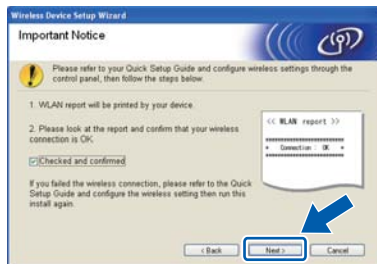 Wireless Device Setup Wizard
Important Notice
Please refer to your Quick Setup Guide and configure wireless settings through the
control panel, then follow the steps below.
1. WLAN report will be printed by your device.
2. Please look at the report and confirm that your wireless
connection is OK.
<< WLAN report >>
* Connection : OK *
Checked and confirmed
If you failed the wireless connection, please refer to the Quick
Setup Guide and configure the wireless setting then run this
install again.
< Back
Next >
Cancel